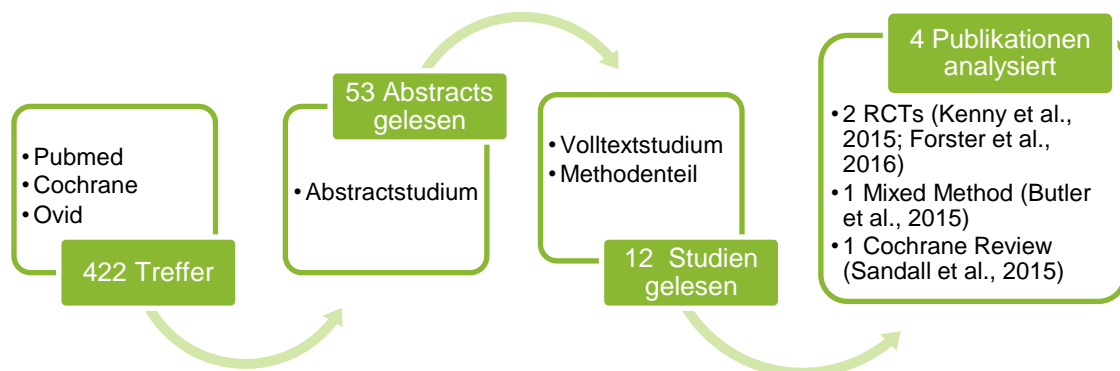 • Pubmed
• Cochrane
• Ovid
422 Treffer
53 Abstracts
gelesen
• Abstractstudium
• Volltextstudium
• Methodenteil
12 Studien
gelesen
4 Publikationen
analysiert
• 2 RCTs (Kenny et al.,
2015; Forster et al.,
2016)
• 1 Mixed Method (Butler
et al., 2015)
• 1 Cochrane Review
(Sandall et al., 2015)